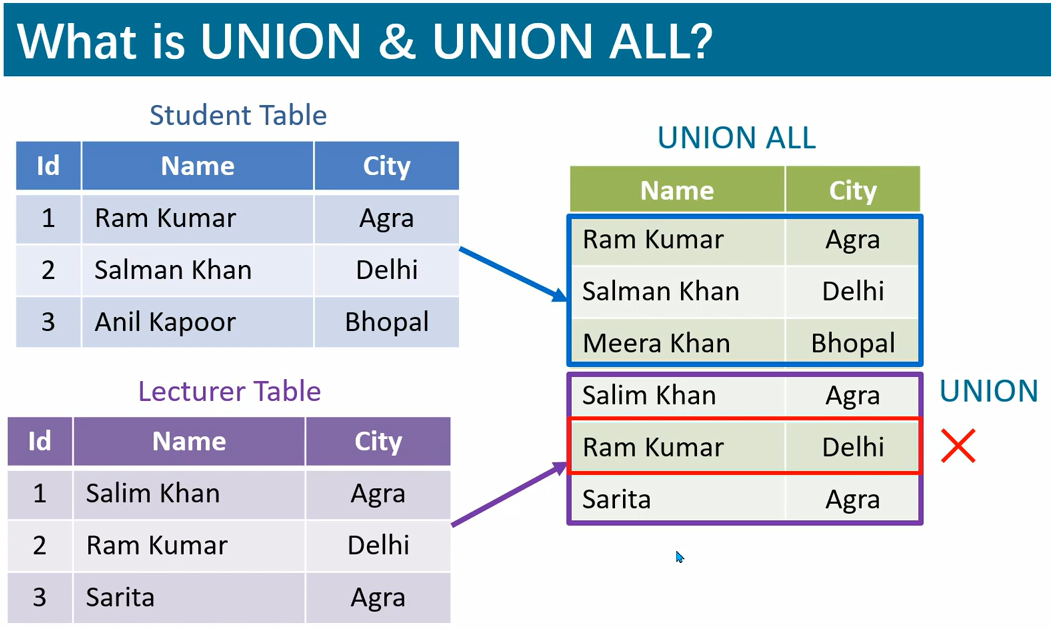 What is UNION & UNION ALL?
Student Table
Id Name City
1 Ram Kumar Agra
2 Salman Khan Delhi
3 Anil Kapoor Bhopal
Lecturer Table
Id Name City
1 Salim Khan Agra
2 Ram Kumar Delhi
3 Sarita Agra
UNION ALL
Name City
Ram Kumar Agra
Salman Khan Delhi
Meera Khan Bhopal
Salim Khan Agra
Ram Kumar Delhi
Sarita Agra
UNION